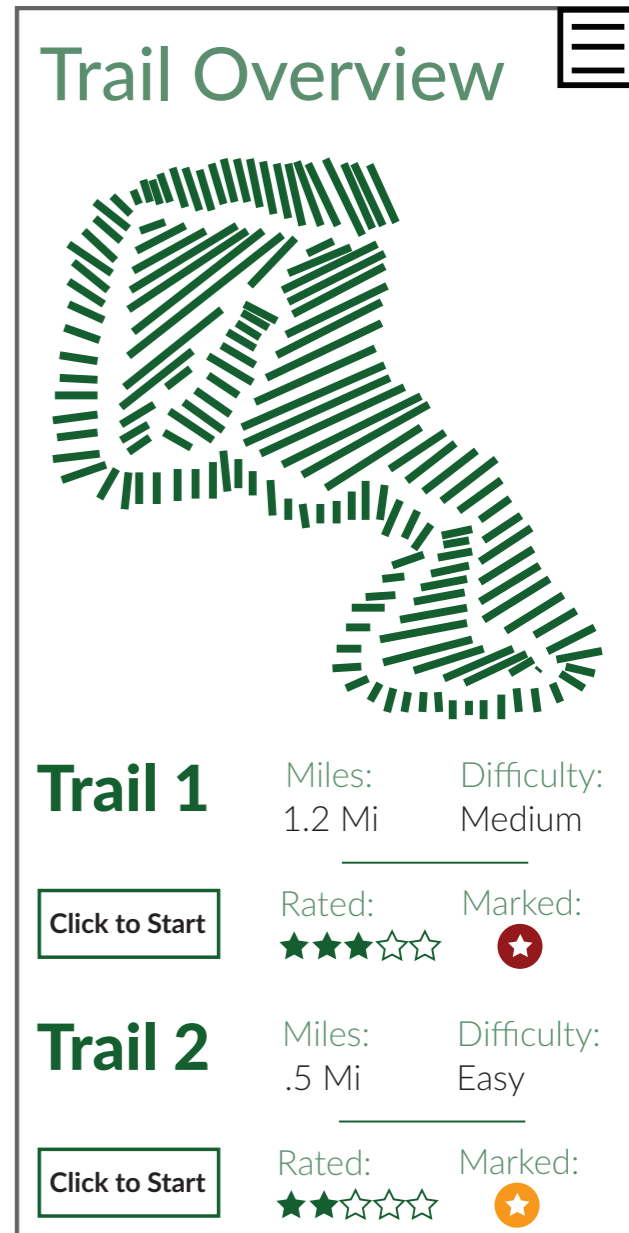 Trail Overview
Trail 1
Miles:
1.2 Mi
Difficulty:
Medium
Click to Start
Rated:
Marked:
Trail 2
Miles:
.5 Mi
Difficulty:
Easy
Click to Start
Rated:
Marked: